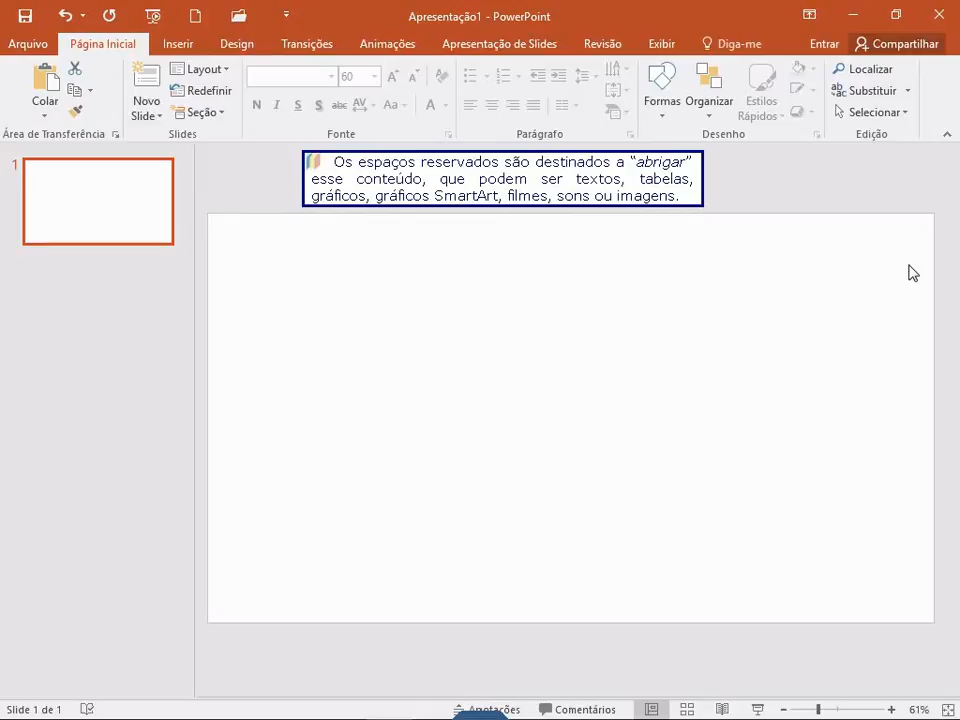 Apresentação1 - PowerPoint
Arquivo Página Inicial Inserir Design Transições Animações Apresentação de Slides Revisão Exibir Diga-me Entrar Compartilhar
Colar
Novo
Slide
Layout
Redefinir
Seção
60
N I S S abc AV Aa A
Formas
Organizar
Estilos
Rápidos
Localizar
Substituir
Selecionar
Área de Transferência Slides Fonte Parágrafo Desenho Edição
1
Os espaços reservados são destinados a “abrigar”
esse conteúdo, que podem ser textos, tabelas,
gráficos, gráficos SmartArt, filmes, sons ou imagens.
Slide 1 de 1 Anotações Comentários 61%